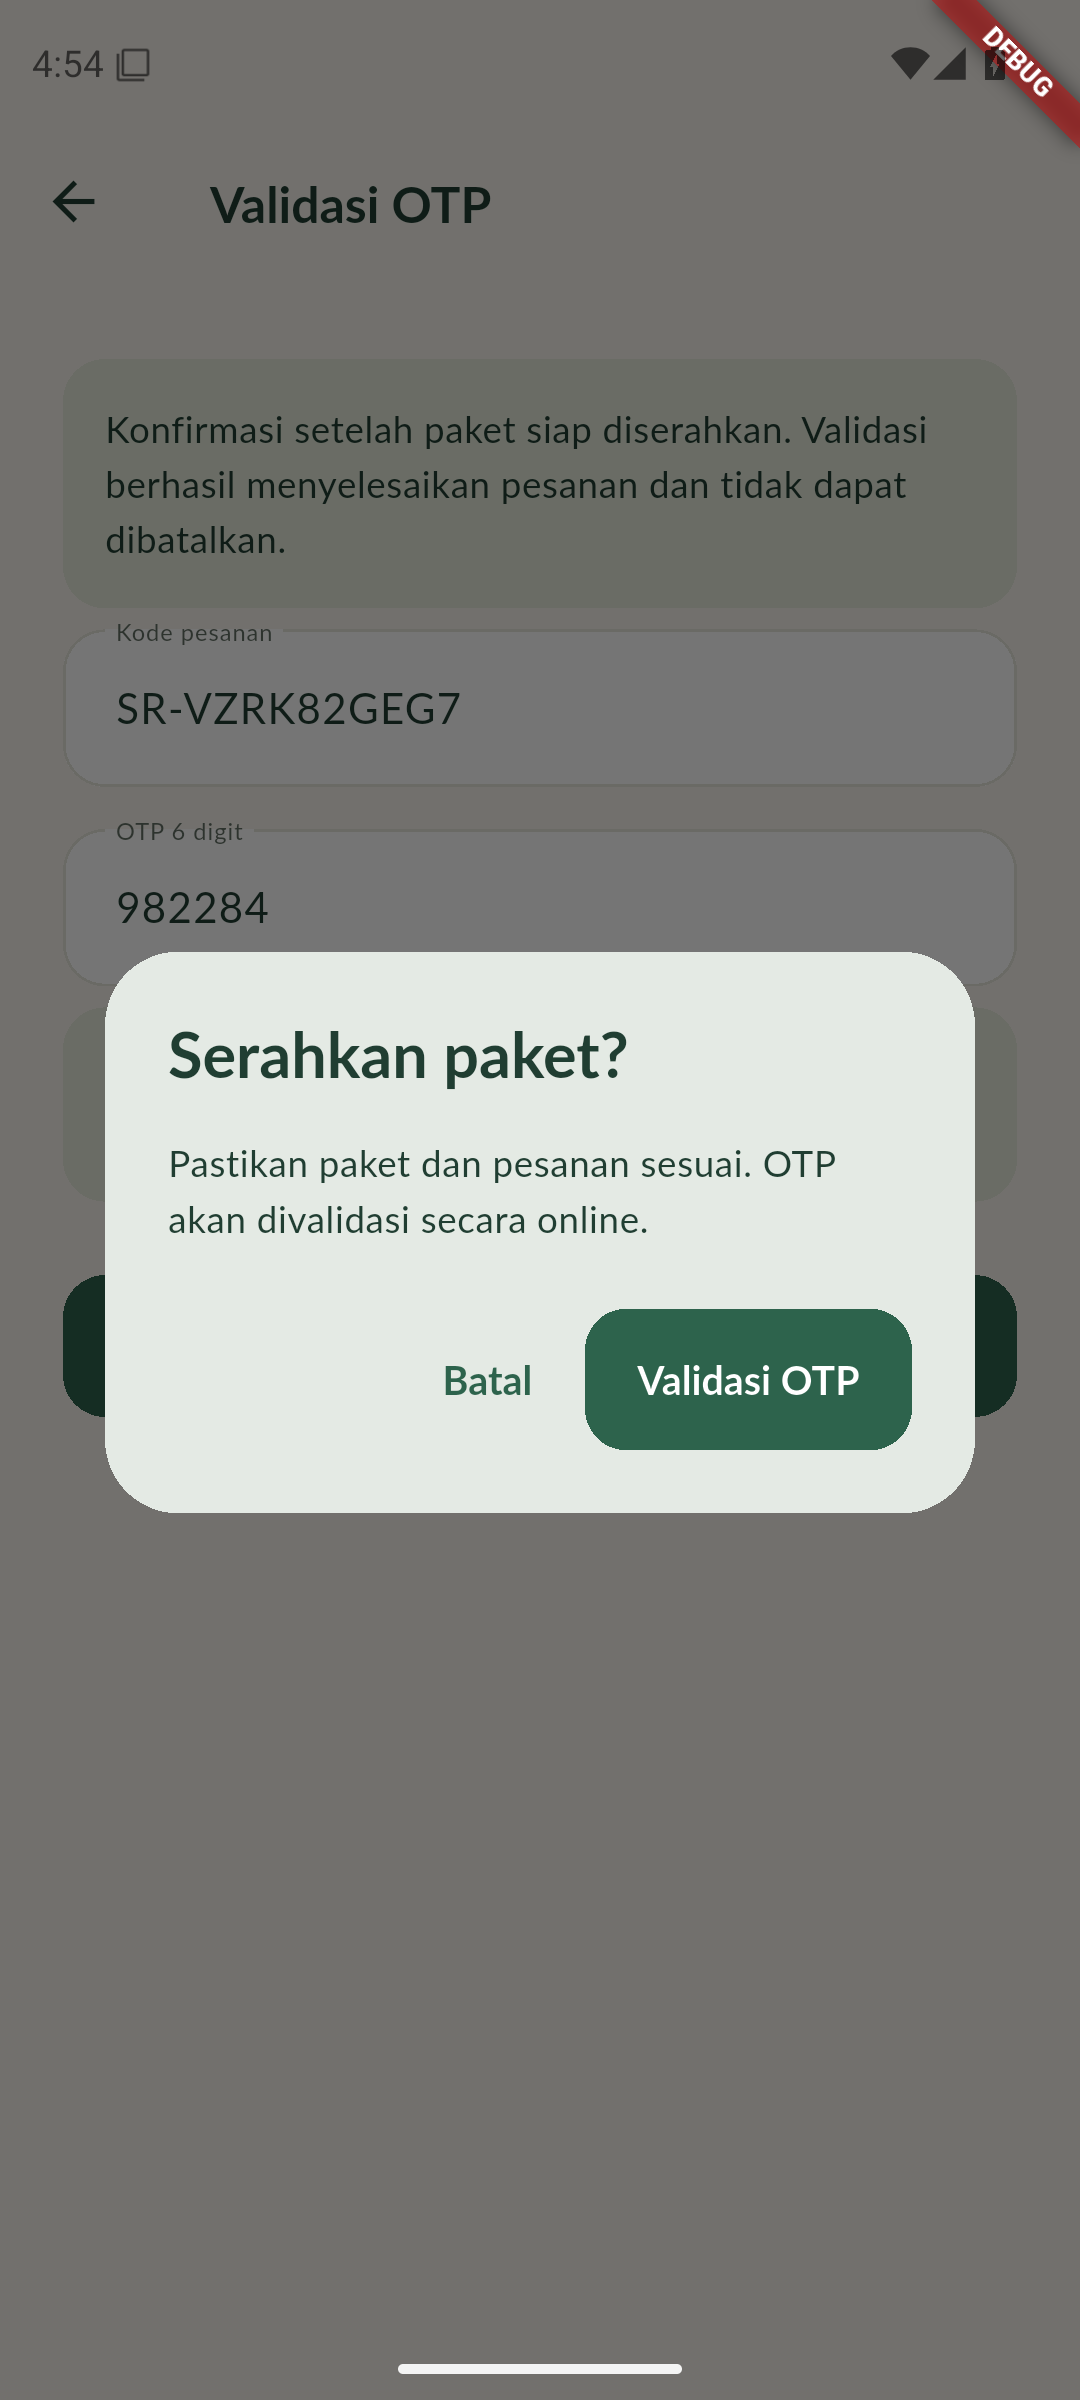 4:54
DEBUG
Validasi OTP
Konfirmasi setelah paket siap diserahkan. Validasi
berhasil menyelesaikan pesanan dan tidak dapat
dibatalkan.
Kode pesanan
SR-VZRK82GEG7
OTP 6 digit
982284
Serahkan paket?
Pastikan paket dan pesanan sesuai. OTP
akan divalidasi secara online.
Batal
Validasi OTP